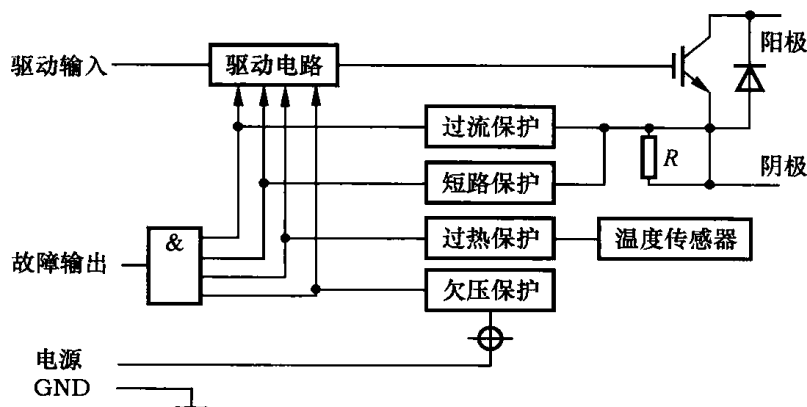 阳极
驱动输入
驱动电路
过流保护
R
短路保护
阴极
&
过热保护
温度传感器
故障输出
欠压保护
电源
GND